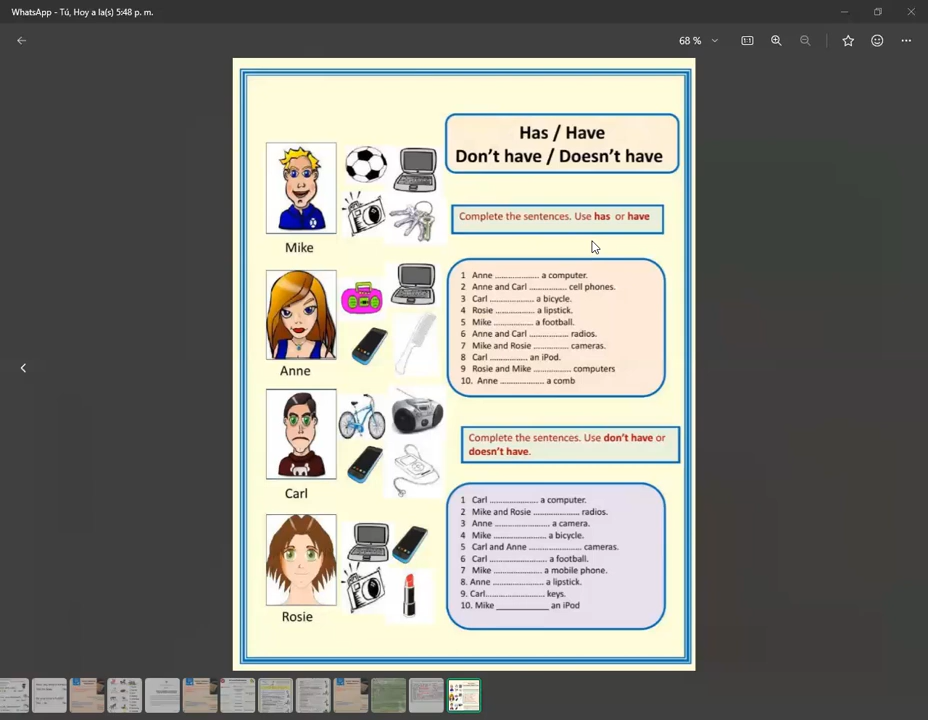 WhatsApp - Tú, Hoy a la(s) 5:48 p. m.
68 %
Has / Have
Don't have / Doesn't have
Complete the sentences. Use has or have
Mike
1 Anne .................. a computer.
2 Anne and Carl ............... cell phones.
3 Carl .................. a bicycle.
4 Rosie ................ a lipstick.
5 Mike ................ a football.
6 Anne and Carl ................ radios.
7 Mike and Rosie .............. cameras.
8 Carl ............... an iPod.
9 Rosie and Mike ............... computers
10. Anne .................. a comb
Anne
Complete the sentences. Use don't have or
doesn't have.
Carl
1 Carl .................... a computer.
2 Mike and Rosie ................... radios.
3 Anne ...................... a camera.
4 Mike .................... a bicycle.
5 Carl and Anne ..................... cameras.
6 Carl ....................... a football.
7 Mike .................... a mobile phone.
8. Anne ..................... a lipstick.
9. Carl......................... keys.
10. Mike ___________ an iPod
Rosie